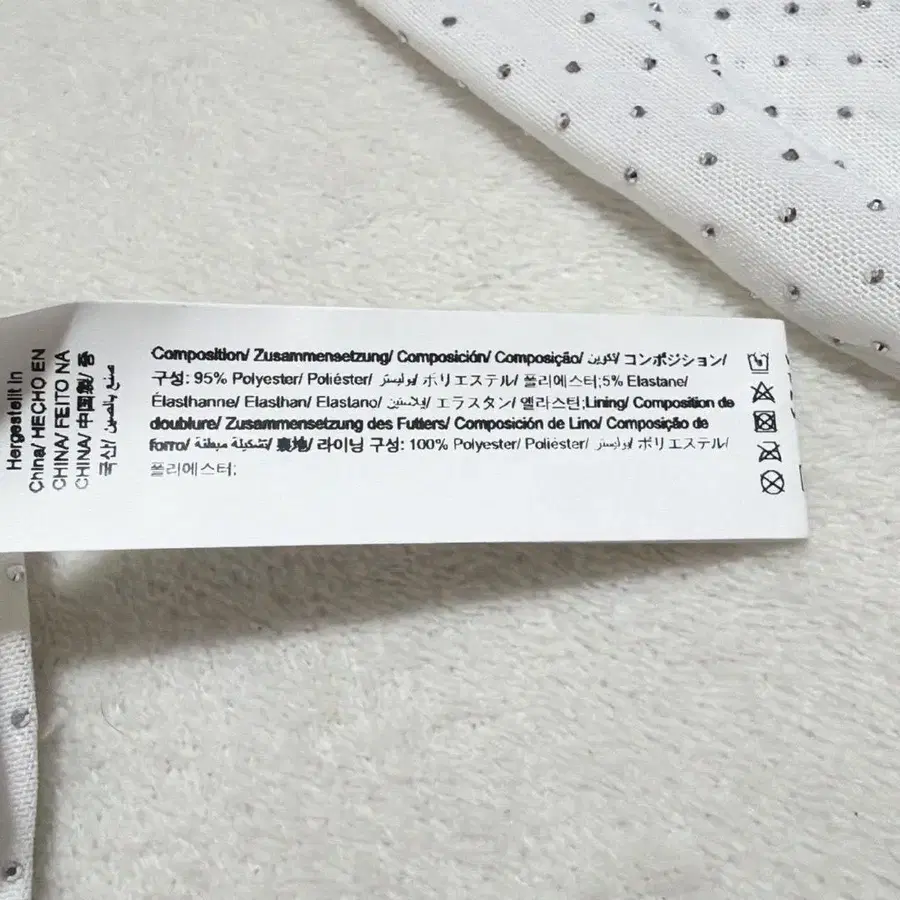 Hergestellt in
China/ HECHO EN
CHINA/ FEITO NA
CHINA/ 中国製/ 중
국산/ صنع بالصين
Composition/ Zusammensetzung/ Composición/ Composição/ تكوين/ コンポジション/
구성: 95% Polyester/ Poliéster/ بوليستر/ ポリエステル/ 폴리에스터;5% Elastane/
Élasthanne/ Elasthan/ Elastano/ إيلاستين/ エラスタン/ 엘라스틴;Lining/ Composition de
doublure/ Zusammensetzung des Futters/ Composición de Lino/ Composição de
forro/ تشكيلة مبطنة/ 裏地/ 라이닝 구성: 100% Polyester/ Poliéster/ بوليستر/ ポリエステル/
폴리에스터;